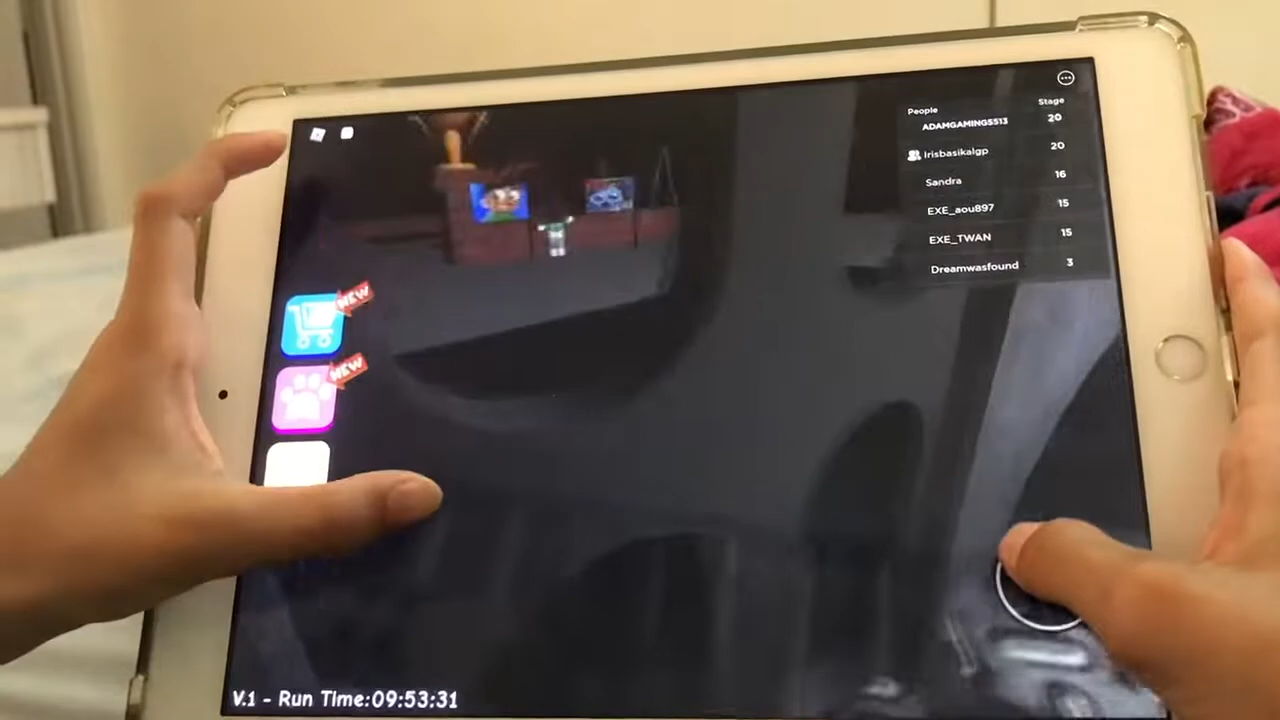 People Stage
ADAMGAMING5513 20
Irisbasikalgp 20
Sandra 16
EXE_aou897 15
EXE_TWAN 15
Dreamwasfound 3
NEW
NEW
V.1 - Run Time:09:53:31